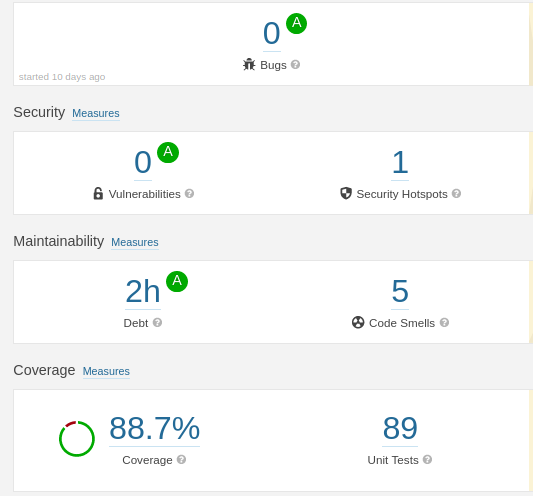 0 A
Bugs ?
started 10 days ago
Security Measures
0 A
Vulnerabilities ?
1
Security Hotspots ?
Maintainability Measures
2h A
Debt ?
5
Code Smells ?
Coverage Measures
88.7%
Coverage ?
89
Unit Tests ?